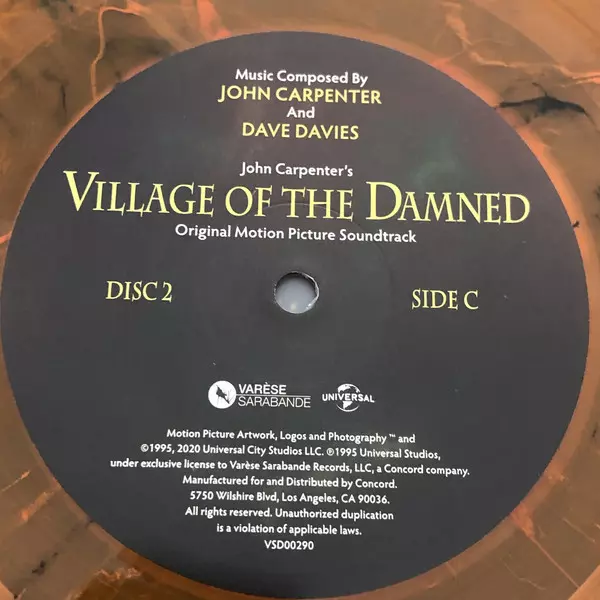 Music Composed By
JOHN CARPENTER
And
DAVE DAVIES
John Carpenter's
VILLAGE OF THE DAMNED
Original Motion Picture Soundtrack
DISC 2
SIDE C
VARÈSE
SARABANDE
UNIVERSAL
Motion Picture Artwork, Logos and Photography ™ and
©1995, 2020 Universal City Studios LLC. ℗1995 Universal Studios,
under exclusive license to Varèse Sarabande Records, LLC, a Concord company.
Manufactured for and Distributed by Concord.
5750 Wilshire Blvd, Los Angeles, CA 90036.
All rights reserved. Unauthorized duplication
is a violation of applicable laws.
VSD00290